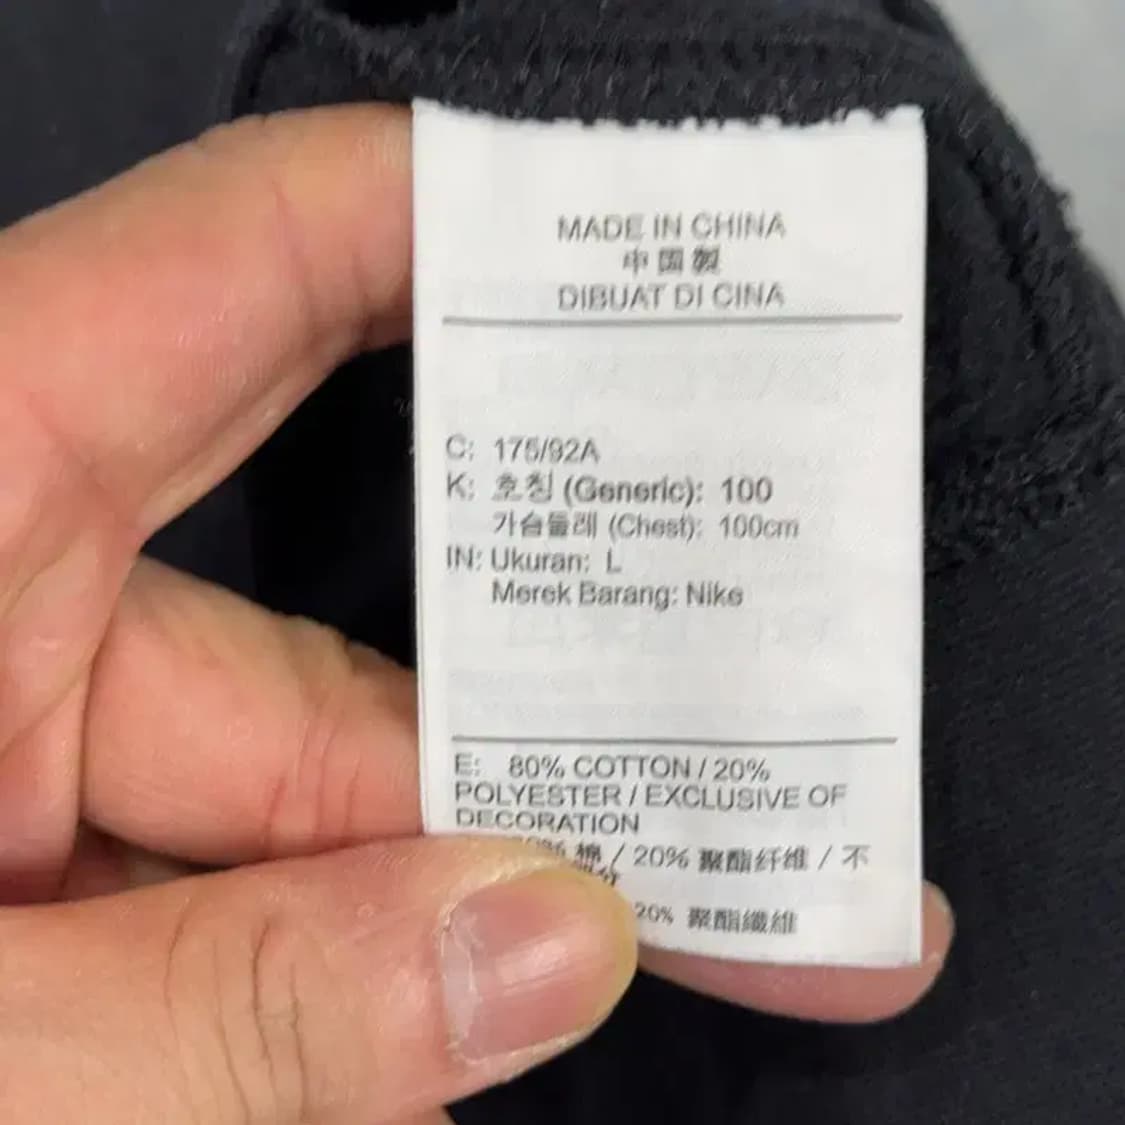 MADE IN CHINA
中国製
DIBUAT DI CINA
C: 175/92A
K: 호칭 (Generic): 100
가슴둘레 (Chest): 100cm
IN: Ukuran: L
Merek Barang: Nike
E: 80% COTTON / 20%
POLYESTER / EXCLUSIVE OF
DECORATION
棉 / 20% 聚酯纤维 / 不
20% 聚酯纖維